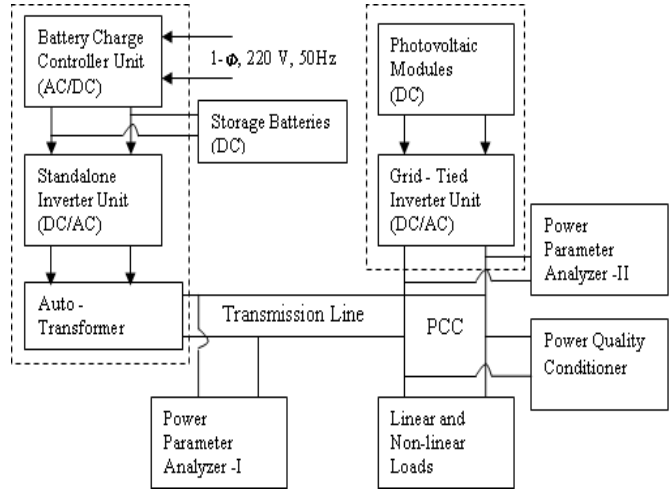 Battery Charge
Controller Unit
(AC/DC)
1-Φ, 220 V, 50Hz
Photovoltaic
Modules
(DC)
Storage Batteries
(DC)
Standalone
Inverter Unit
(DC/AC)
Grid - Tied
Inverter Unit
(DC/AC)
Power
Parameter
Analyzer -II
Auto -
Transformer
Transmission Line
PCC
Power Quality
Conditioner
Power
Parameter
Analyzer -I
Linear and
Non-linear
Loads